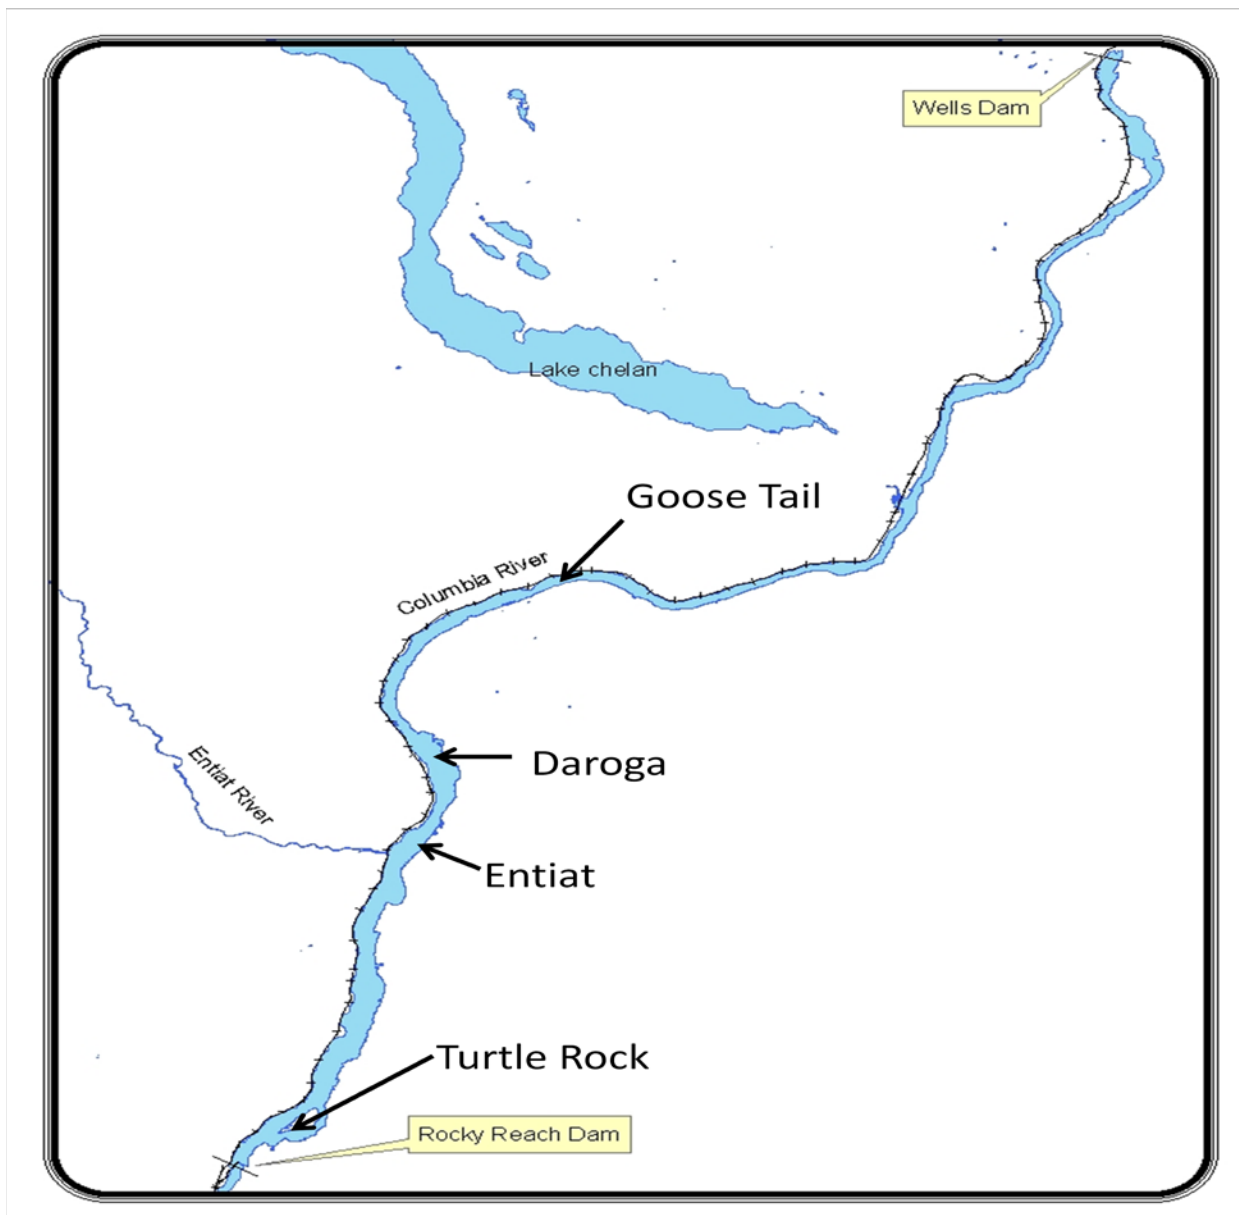 Wells Dam
Lake chelan
Goose Tail
Columbia River
Entiat River
Daroga
Entiat
Turtle Rock
Rocky Reach Dam